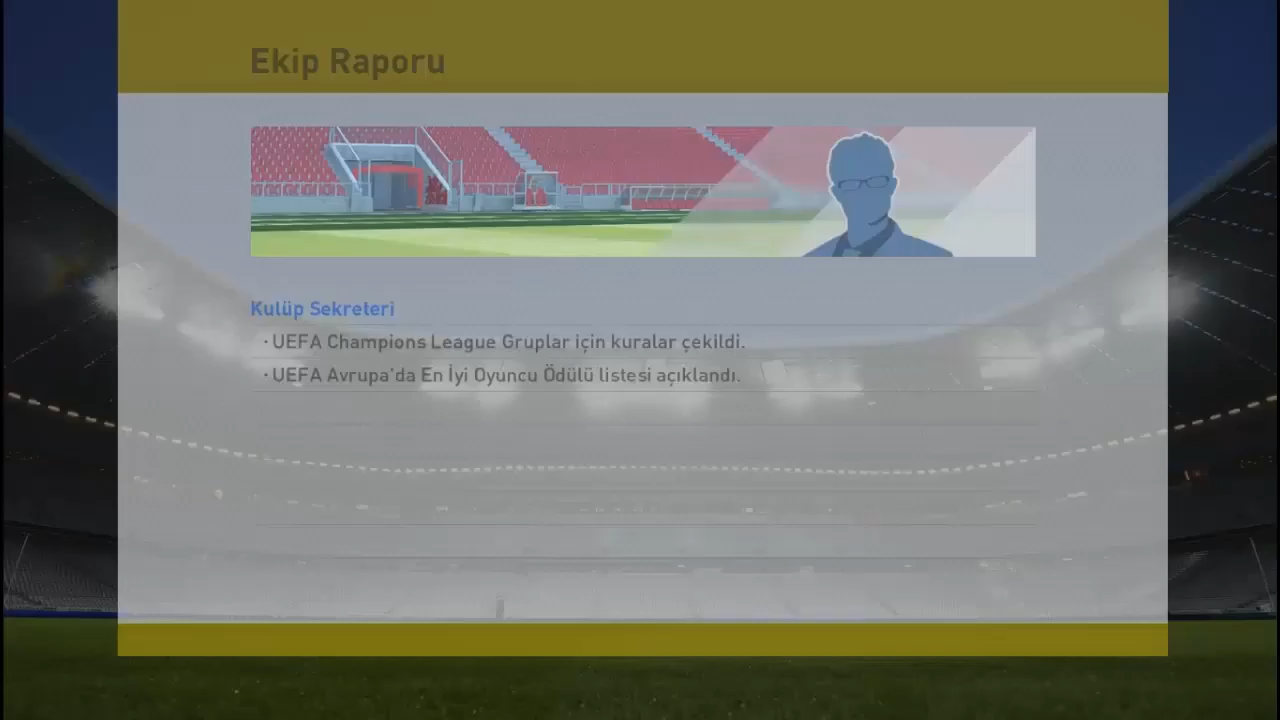 Ekip Raporu
Kulüp Sekreteri
· UEFA Champions League Gruplar için kuralar çekildi.
· UEFA Avrupa'da En İyi Oyuncu Ödülü listesi açıklandı.